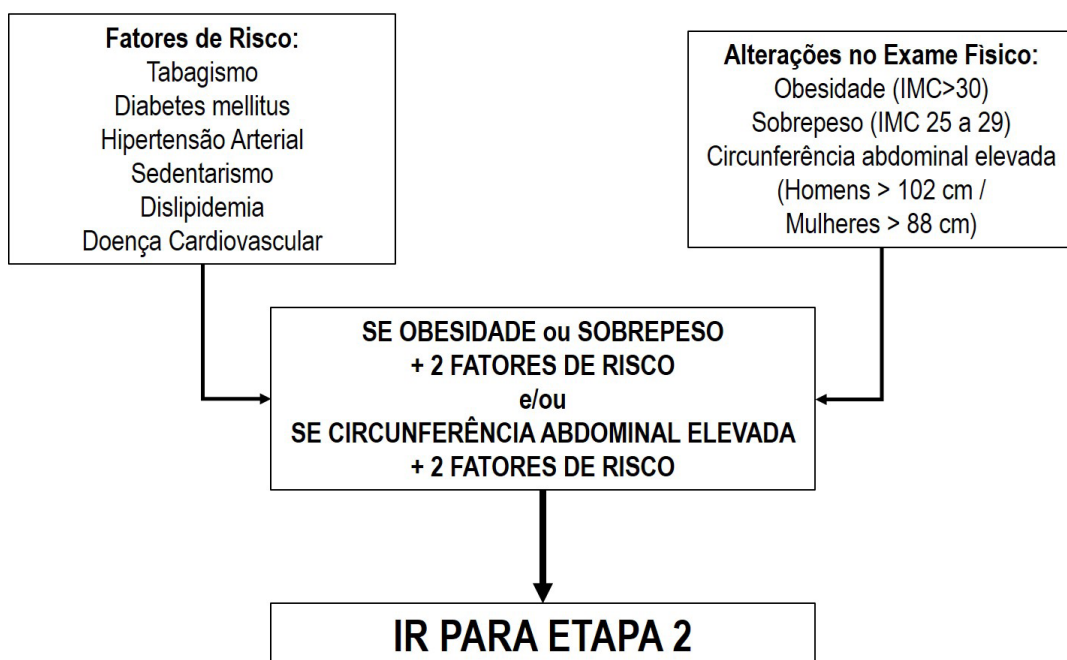 Fatores de Risco:
Tabagismo
Diabetes mellitus
Hipertensão Arterial
Sedentarismo
Dislipidemia
Doença Cardiovascular
Alterações no Exame Físico:
Obesidade (IMC>30)
Sobrepeso (IMC 25 a 29)
Circunferência abdominal elevada
(Homens > 102 cm /
Mulheres > 88 cm)
SE OBESIDADE ou SOBREPESO
+ 2 FATORES DE RISCO
e/ou
SE CIRCUNFERÊNCIA ABDOMINAL ELEVADA
+ 2 FATORES DE RISCO
IR PARA ETAPA 2